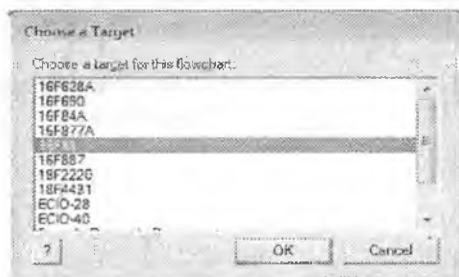 Choose a Target
Choose a target for this flowchart:
16F628A
16F690
16F84A
16F877A
16F887
18F2220
18F4431
ECIO-28
ECIO-40
?
OK
Cancel